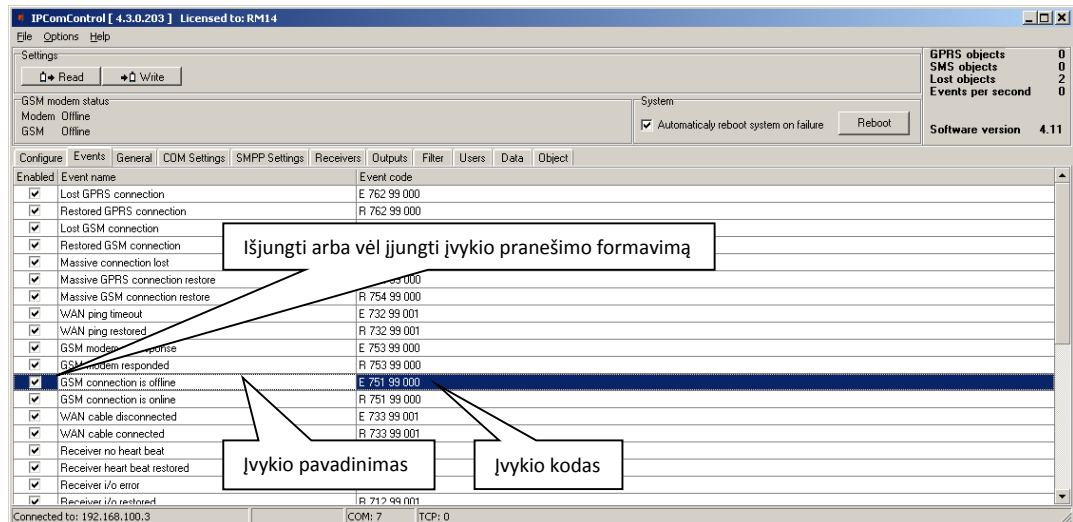 IPComControl [ 4.3.0.203 ] Licensed to: RM14
File Options Help
Settings
Read Write
GPRS objects 0
SMS objects 0
Lost objects 2
Events per second 0
Software version 4.11
GSM modem status
Modem Offline
GSM Offline
System
Automaticaly reboot system on failure Reboot
Configure Events General COM Settings SMPP Settings Receivers Outputs Filter Users Data Object
Enabled Event name Event code
Lost GPRS connection E 762 99 000
Restored GPRS connection R 762 99 000
Lost GSM connection
Restored GSM connection
Išjungti arba vėl įjungti įvykio pranešimo formavimą
Massive connection lost
Massive GPRS connection restore
Massive GSM connection restore R 754 99 000
WAN ping timeout E 732 99 001
WAN ping restored R 732 99 001
GSM modem E 753 99 000
GSM modem responded R 753 99 000
GSM connection is offline E 751 99 000
GSM connection is online R 751 99 000
WAN cable disconnected E 733 99 001
WAN cable connected R 733 99 001
Receiver no heart beat
Receiver heart beat restored
Receiver i/o error
Įvykio pavadinimas
Įvykio kodas
Receiver i/o restored R 712 99 001
Connected to: 192.168.100.3 COM: 7 TCP: 0